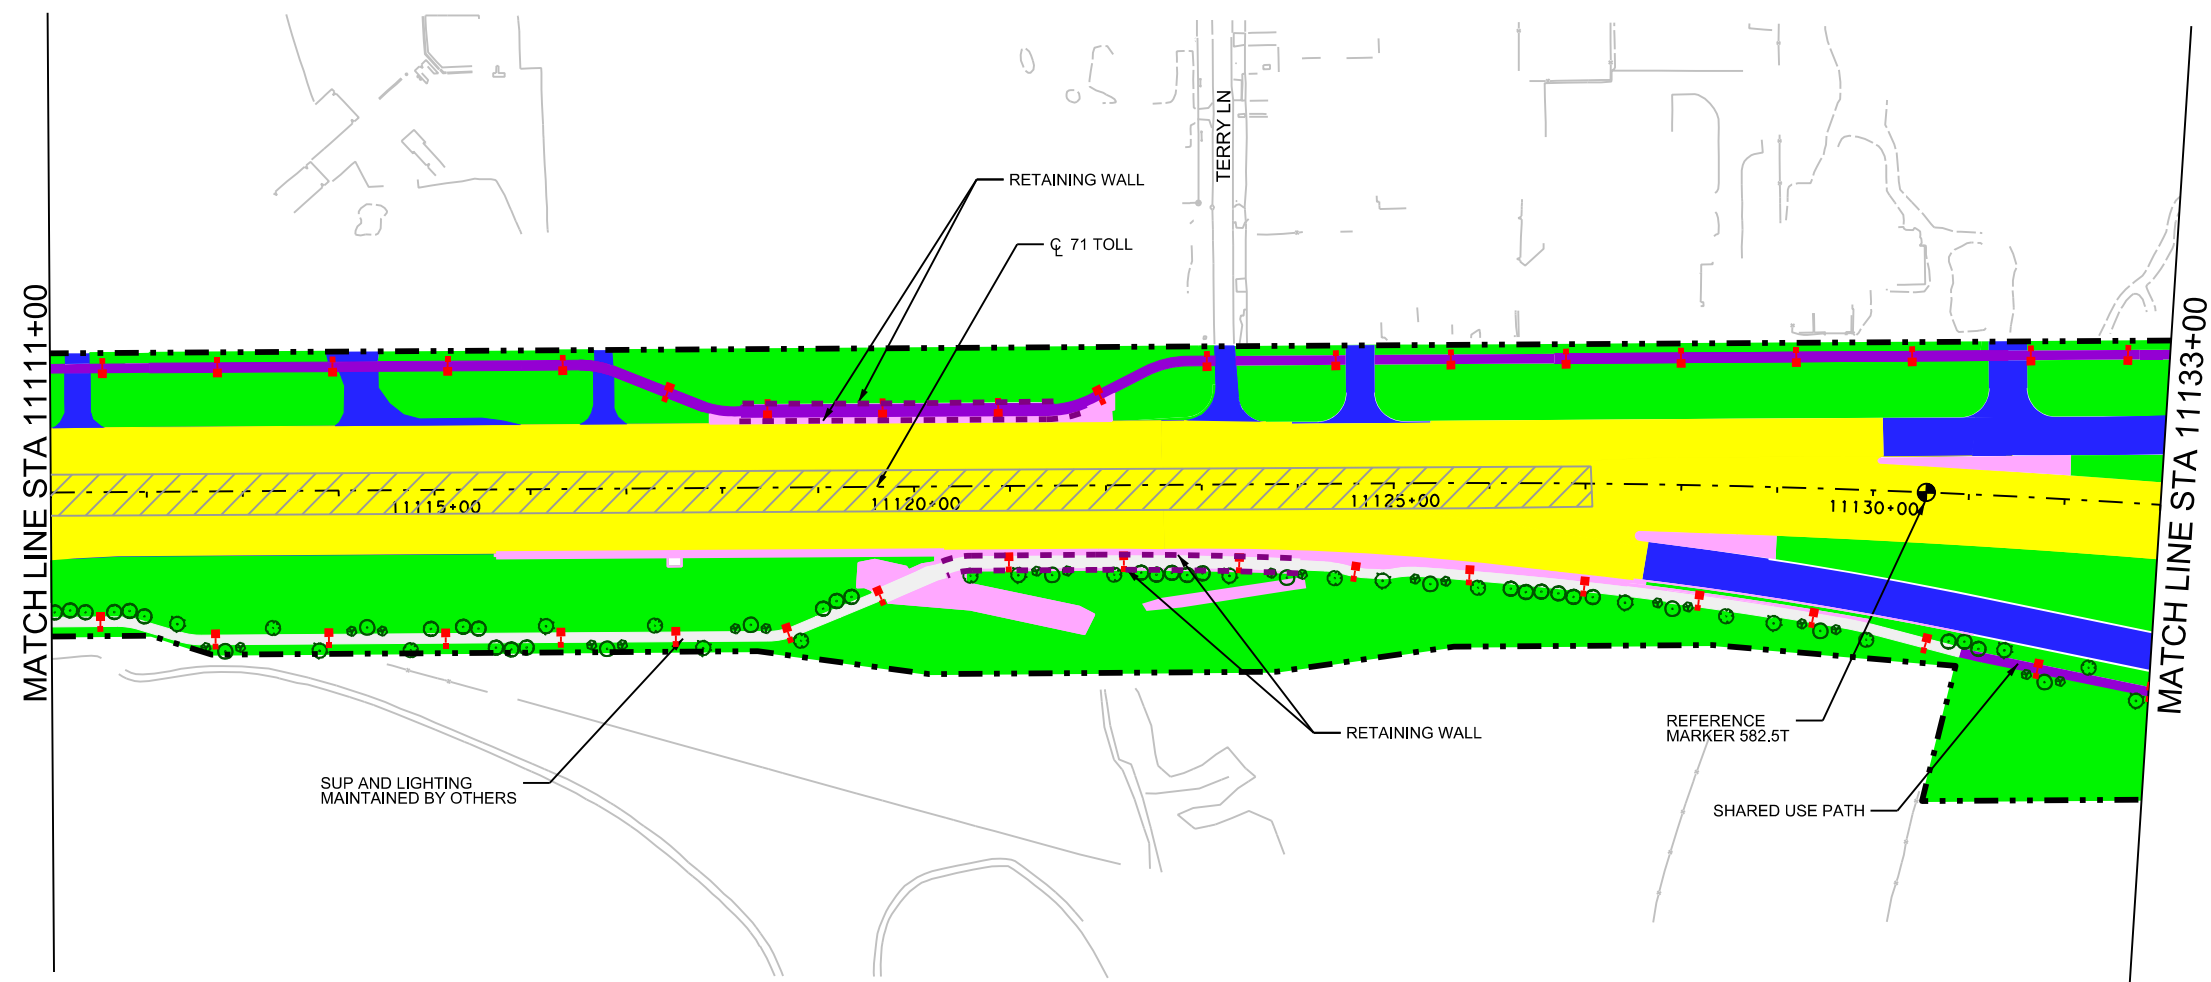 TERRY LN
RETAINING WALL
℄ 71 TOLL
MATCH LINE STA 11111+00
MATCH LINE STA 11133+00
11115+00
11120+00
11125+00
11130+00
RETAINING WALL
REFERENCE
MARKER 582.5T
SUP AND LIGHTING
MAINTAINED BY OTHERS
SHARED USE PATH